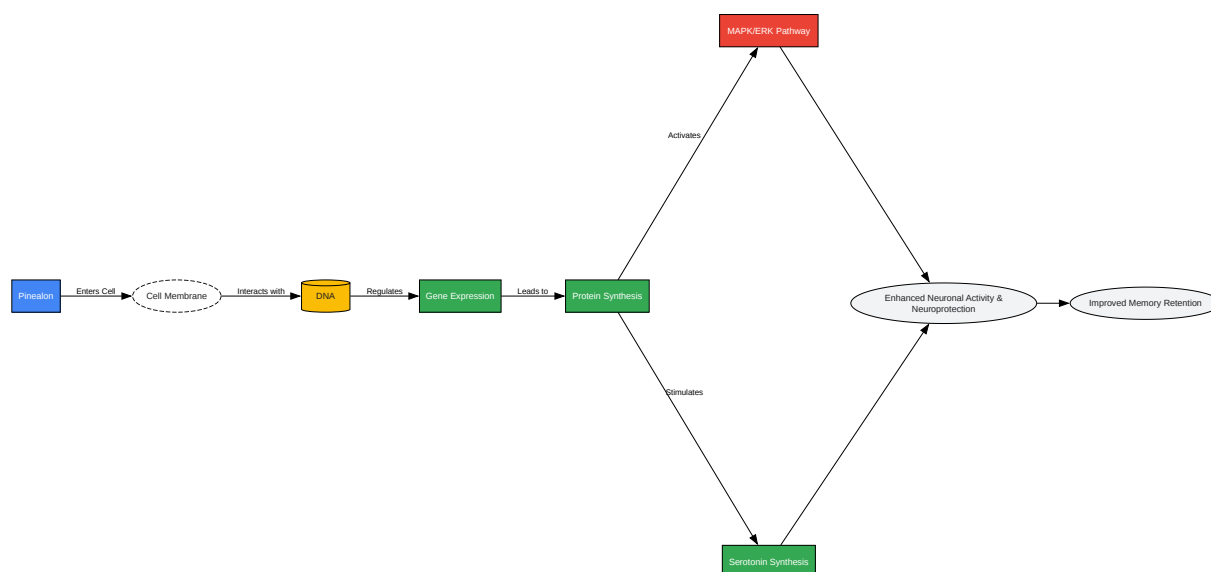 MAPK/ERK Pathway
Activates
Pinealon
Enters Cell
Cell Membrane
Interacts with
DNA
Regulates
Gene Expression
Leads to
Protein Synthesis
Enhanced Neuronal Activity &
Neuroprotection
Improved Memory Retention
Stimulates
Serotonin Synthesis